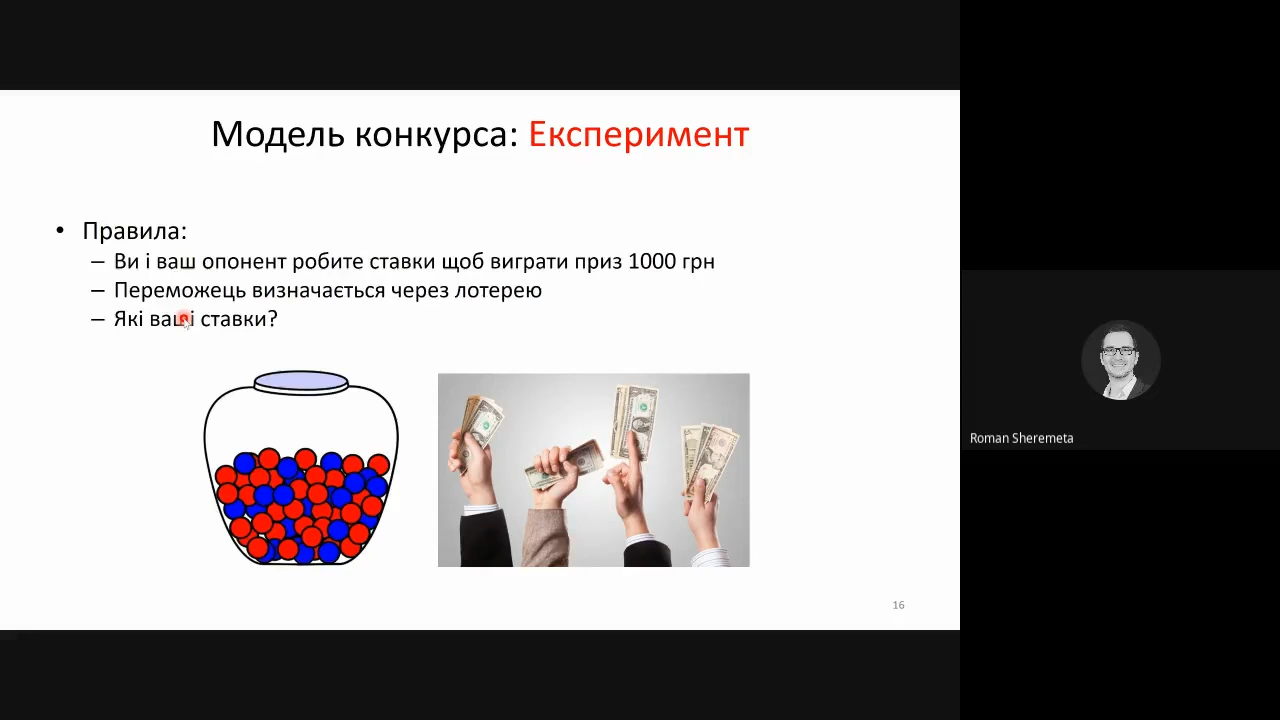 Модель конкурса: Експеримент
• Правила:
– Ви і ваш опонент робите ставки щоб виграти приз 1000 грн
– Переможець визначається через лотерею
– Які ваші ставки?
16
Roman Sheremeta